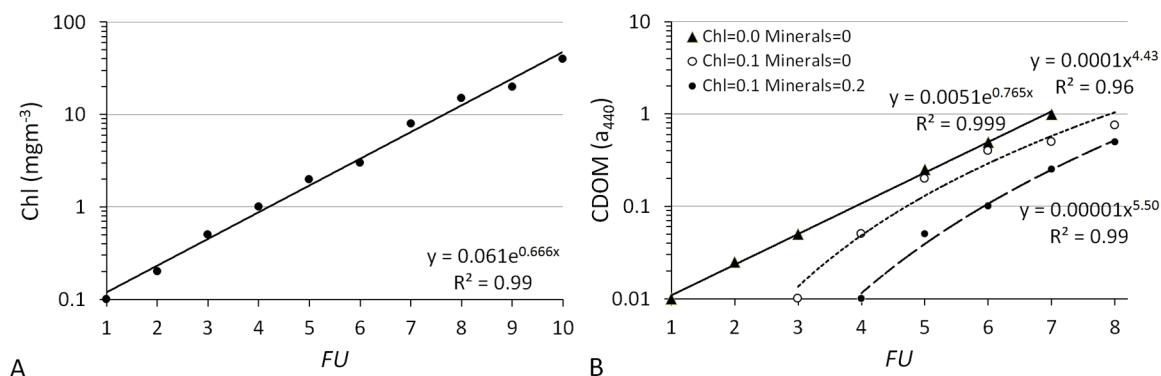 100
10
1
0.1
Chl (mgm⁻³)
y = 0.061e^0.666x
R² = 0.99
1 2 3 4 5 6 7 8 9 10
FU
A
10
1
0.1
0.01
CDOM (a₄₄₀)
Chl=0.0 Minerals=0
Chl=0.1 Minerals=0
Chl=0.1 Minerals=0.2
y = 0.0001x^4.43
R² = 0.96
y = 0.0051e^0.765x
R² = 0.999
y = 0.00001x^5.50
R² = 0.99
1 2 3 4 5 6 7 8
FU
B